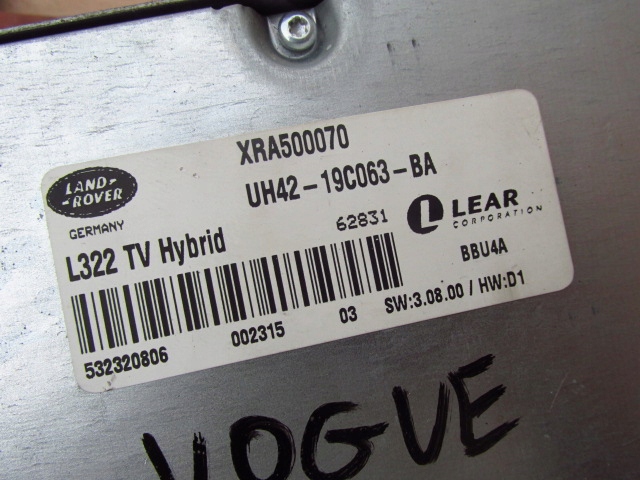 XRA500070
LAND-
-ROVER
UH42-19C063-BA
GERMANY
LEAR
CORPORATION
L322 TV Hybrid
62831
BBU4A
532320806 002315 03
SW:3.08.00 / HW:D1
VOGUE